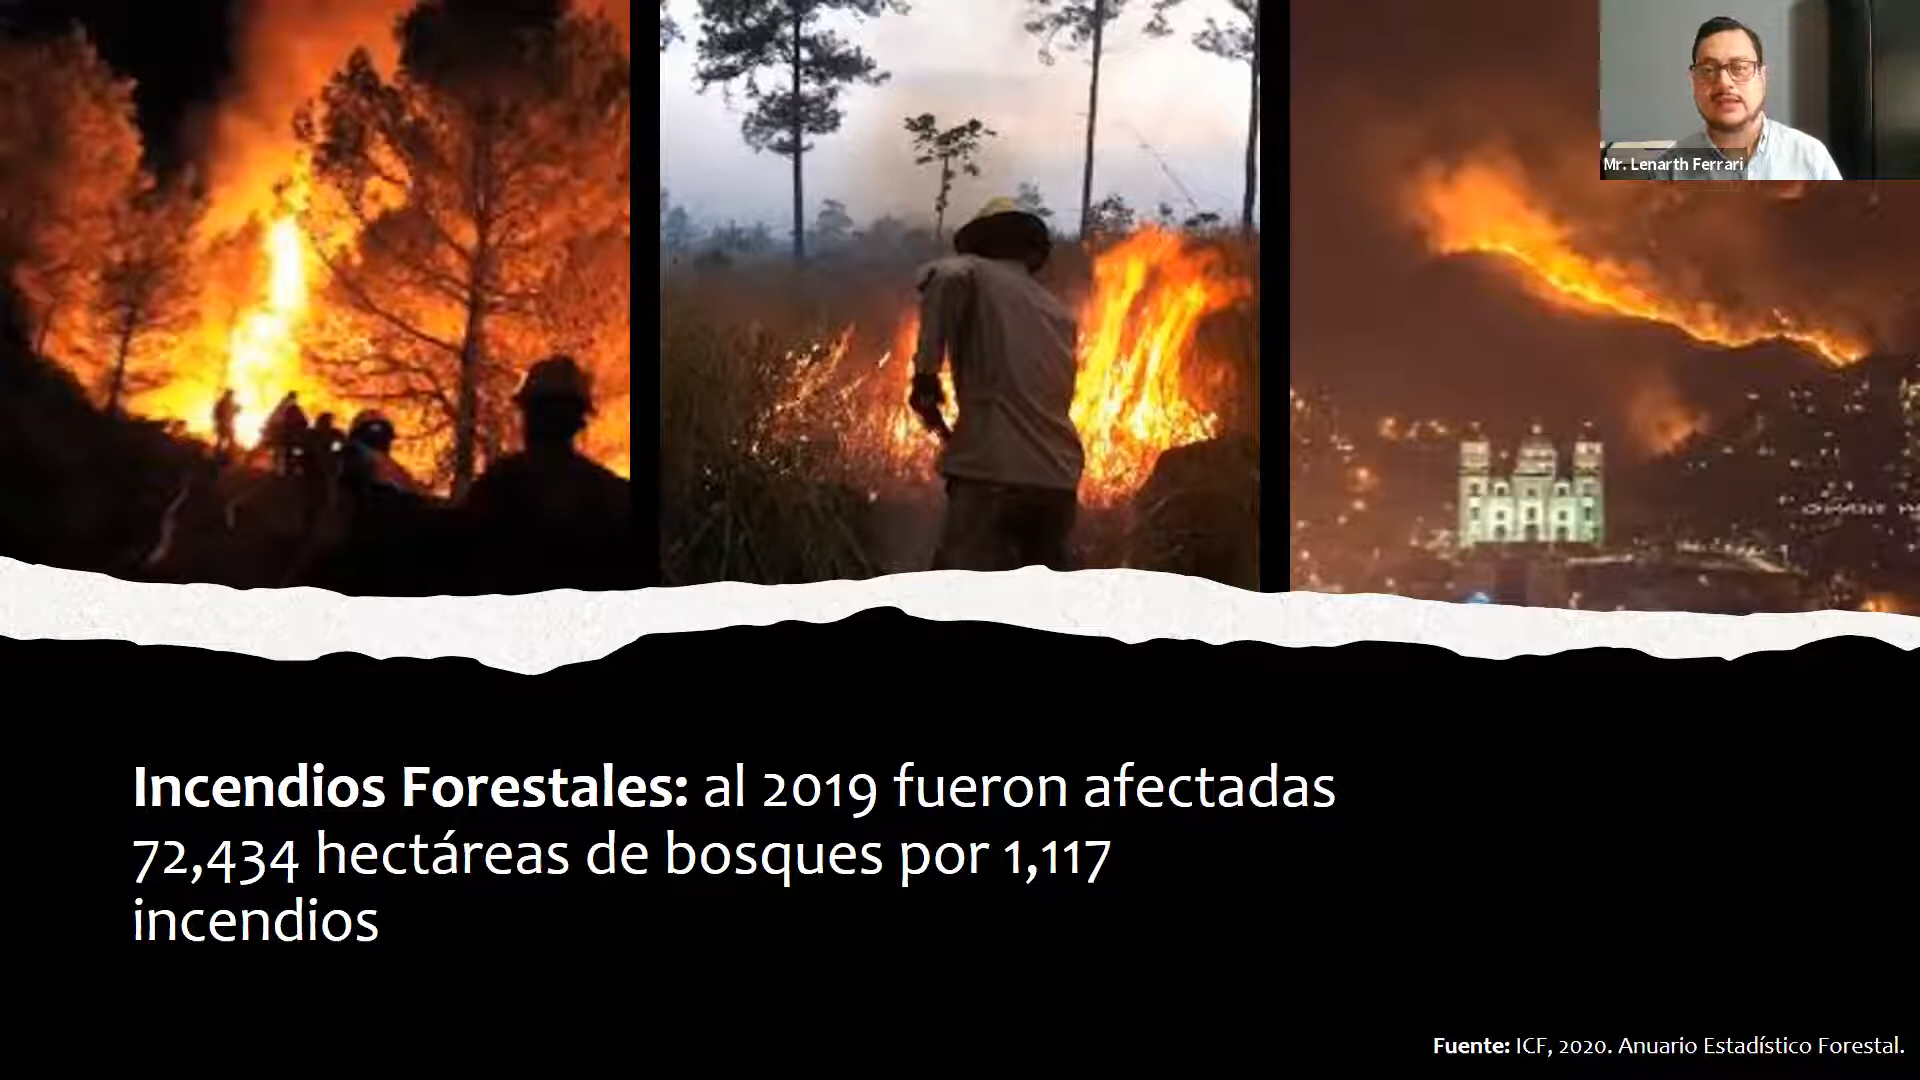 Mr. Lenarth Ferrari
Incendios Forestales: al 2019 fueron afectadas
72,434 hectáreas de bosques por 1,117
incendios
Fuente: ICF, 2020. Anuario Estadístico Forestal.